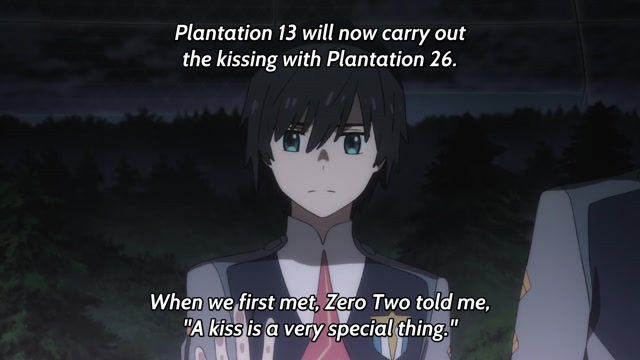 Plantation 13 will now carry out
the kissing with Plantation 26.
When we first met, Zero Two told me,
"A kiss is a very special thing."